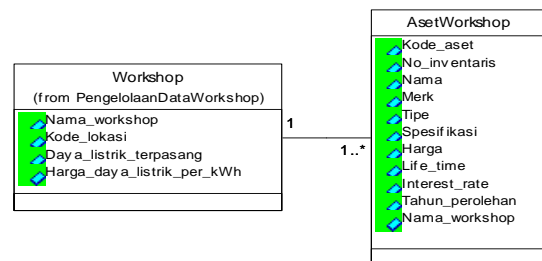 Workshop
(from PengelolaanDataWorkshop)
Nama_workshop
Kode_lokasi
Daya_listrik_terpasang
Harga_daya_listrik_per_kWh
1
1..*
AsetWorkshop
Kode_aset
No_inventaris
Nama
Merk
Tipe
Spesifikasi
Harga
Life_time
Interest_rate
Tahun_perolehan
Nama_workshop